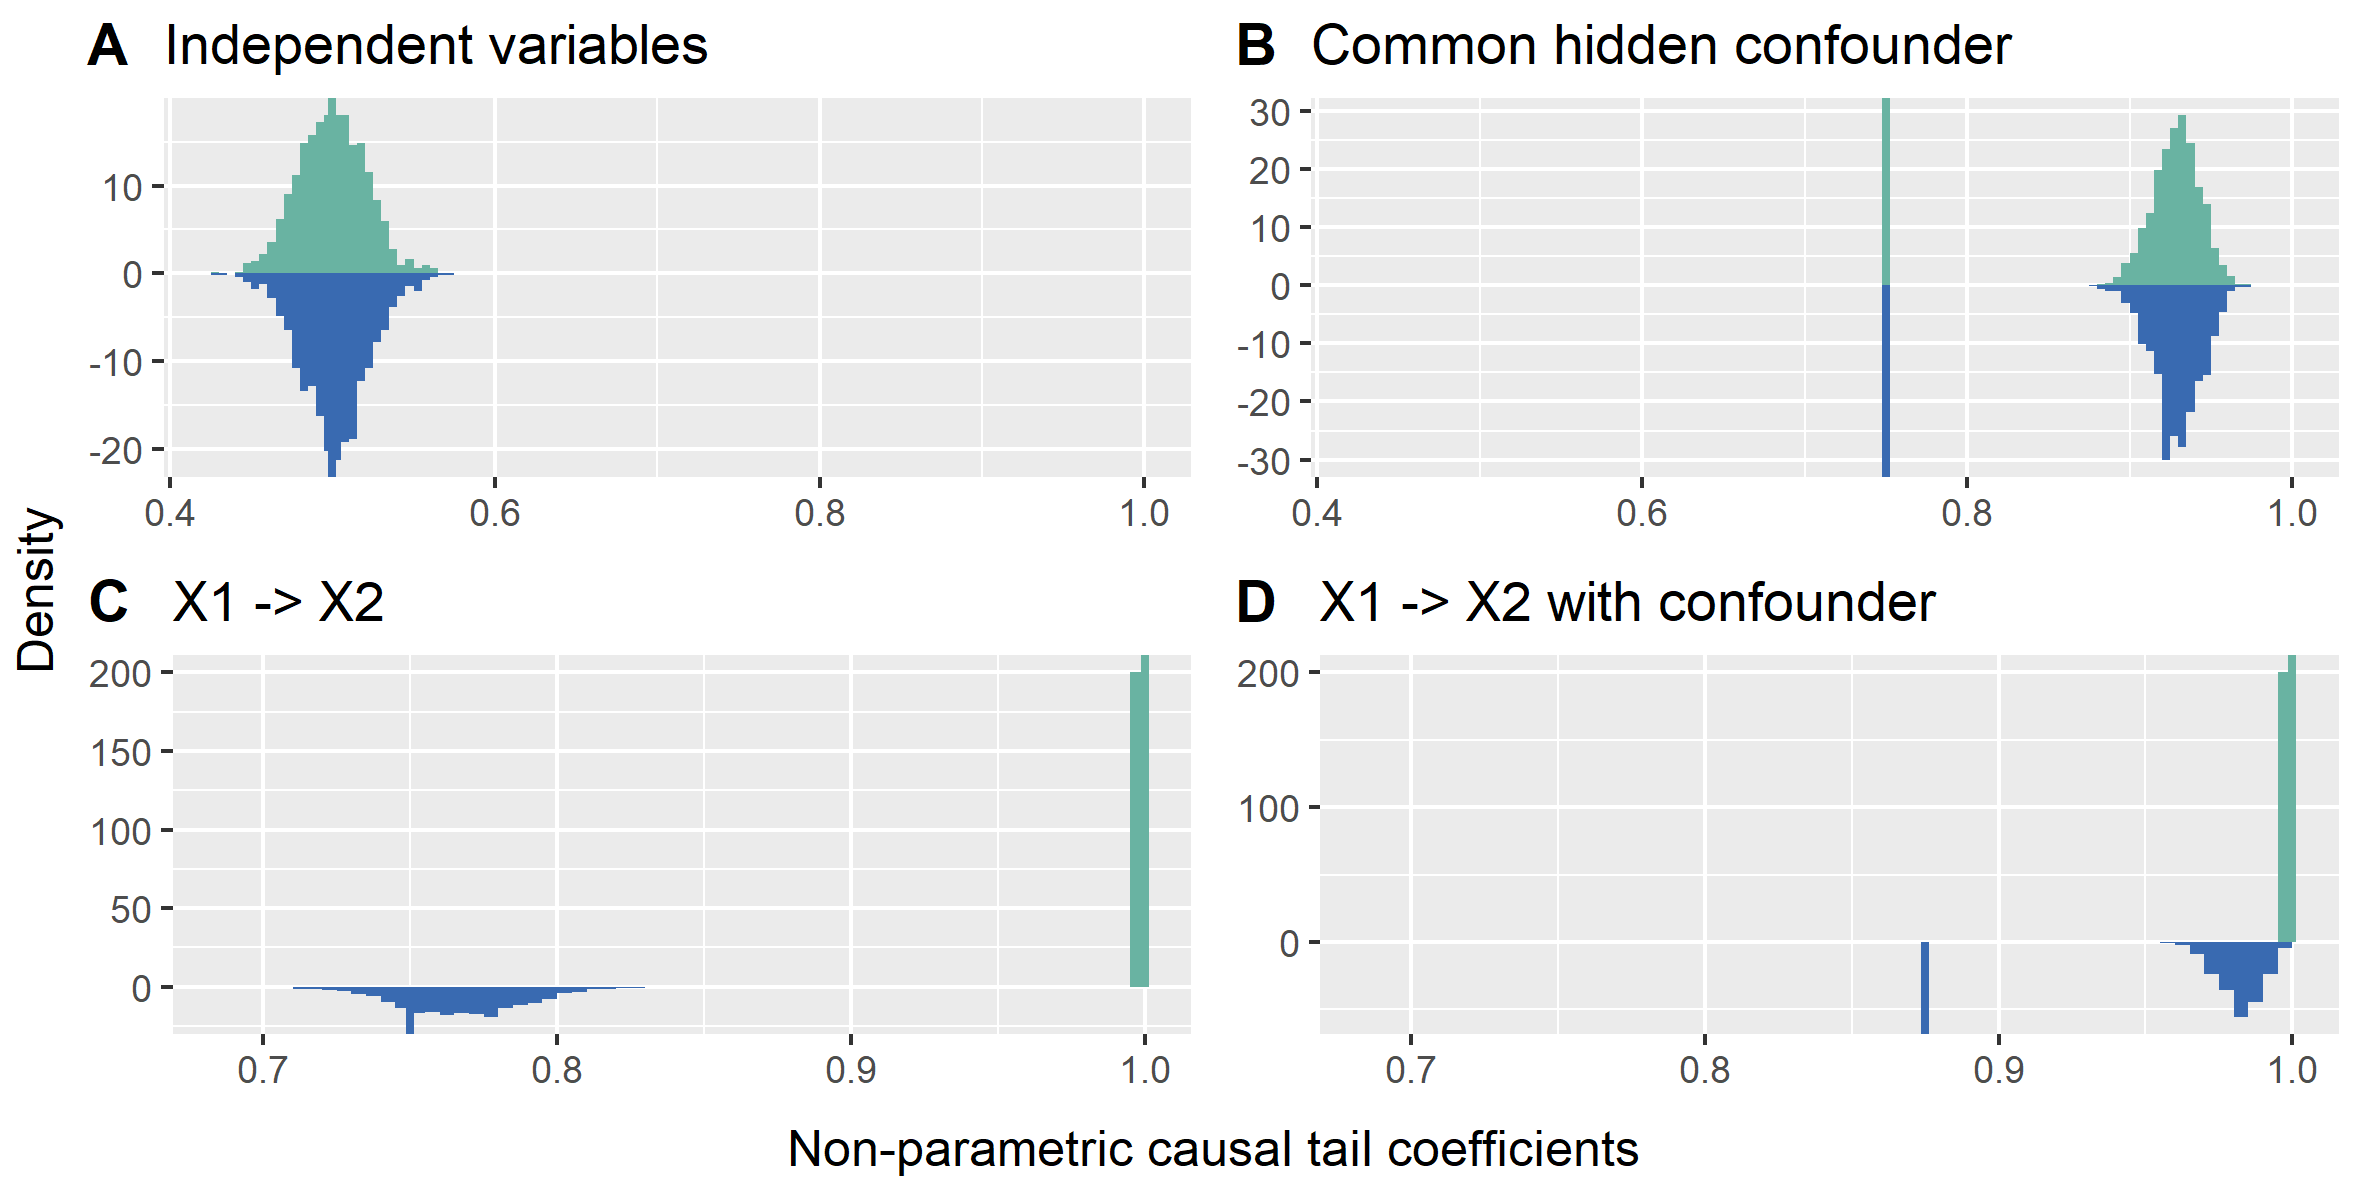 A Independent variables
10
0
-10
-20
0.4 0.6 0.8 1.0
B Common hidden confounder
30
20
10
0
-10
-20
-30
0.4 0.6 0.8 1.0
Density
C X1 -> X2
200
150
100
50
0
0.7 0.8 0.9 1.0
D X1 -> X2 with confounder
200
100
0
0.7 0.8 0.9 1.0
Non-parametric causal tail coefficients